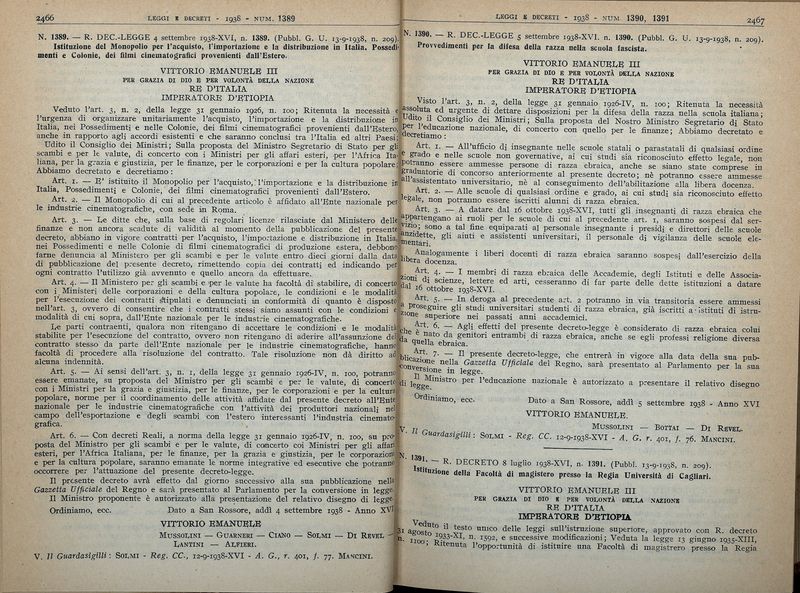 2466 LEGGI E DECRETI - 1938 - NUM. 1389
N. 1389. — R. DEC.-LEGGE 4 settembre 1938-XVI, n. 1389. (Pubbl. G. U. 13-9-1938, n. 209).
Istituzione del Monopolio per l'acquisto, l'importazione e la distribuzione in Italia. Possedi-
menti e Colonie, dei films cinematografici provenienti dall'Estero.
VITTORIO EMANUELE III
PER GRAZIA DI DIO E PER VOLONTÀ DELLA NAZIONE
RE D'ITALIA
IMPERATORE D'ETIOPIA
Veduto l'art. 3, n. 2, della legge 31 gennaio 1926, n. 100; Ritenuta la necessità e
l'urgenza di organizzare unitariamente l'acquisto, l'importazione e la distribuzione in
Italia, nei Possedimenti e nelle Colonie, dei films cinematografici provenienti dall'Estero,
anche in rapporto agli accordi esistenti e che saranno conclusi tra l'Italia ed altri Paesi;
Udito il Consiglio dei Ministri; Sulla proposta del Ministro Segretario di Stato per gli
scambi e per le valute, di concerto con i Ministri per gli affari esteri, per l'Africa Ita-
liana, per la grazia e giustizia, per le finanze, per le corporazioni e per la cultura popolare;
Abbiamo decretato e decretiamo:
Art. 1. — E' istituito il Monopolio per l'acquisto, l'importazione e la distribuzione in
Italia, Possedimenti e Colonie, dei films cinematografici provenienti dall'Estero.
Art. 2. — Il Monopolio di cui al precedente articolo è affidato all'Ente nazionale per
le industrie cinematografiche, con sede in Roma.
Art. 3. — Le ditte che, sulla base di regolari licenze rilasciate dal Ministero delle
finanze e non ancora scadute di validità al momento della pubblicazione del presente
decreto, abbiano in vigore contratti per l'acquisto, l'importazione e distribuzione in Italia,
nei Possedimenti e nelle Colonie di films cinematografici di produzione estera, debbono
farne denuncia al Ministero per gli scambi e per le valute entro dieci giorni dalla data
di pubblicazione del presente decreto, rimettendo copia dei contratti ed indicando per
ogni contratto l'utilizzo già avvenuto e quello ancora da effettuare.
Art. 4. — Il Ministero per gli scambi e per le valute ha facoltà di stabilire, di concerto
con i Ministeri delle corporazioni e della cultura popolare, le condizioni e le modalità
per l'esecuzione dei contratti stipulati e denunciati in conformità di quanto è disposto
nell'art. 3, ovvero di consentire che i contratti stessi siano assunti con le condizioni e
modalità di cui sopra, dall'Ente nazionale per le industrie cinematografiche.
Le parti contraenti, qualora non ritengano di accettare le condizioni e le modalità
stabilite per l'esecuzione del contratto, ovvero non ritengano di aderire all'assunzione del
contratto stesso da parte dell'Ente nazionale per le industrie cinematografiche, hanno
facoltà di procedere alla risoluzione del contratto. Tale risoluzione non dà diritto ad
alcuna indennità.
Art. 5. — Ai sensi dell'art. 3, n. 1, della legge 31 gennaio 1926-IV, n. 100, potranno
essere emanate, su proposta del Ministro per gli scambi e per le valute, di concerto
con i Ministri per la grazia e giustizia, per le finanze, per le corporazioni e per la cultura
popolare, norme per il coordinamento delle attività affidate dal presente decreto all'Ente
nazionale per le industrie cinematografiche con l'attività dei produttori nazionali nel
campo dell'esportazione e degli scambi con l'estero interessanti l'industria cinemato-
grafica.
Art. 6. — Con decreti Reali, a norma della legge 31 gennaio 1926-IV, n. 100, su pro-
posta del Ministro per gli scambi e per le valute, di concerto coi Ministri per gli affari
esteri, per l'Africa Italiana, per le finanze, per la grazia e giustizia, per le corporazioni
e per la cultura popolare, saranno emanate le norme integrative ed esecutive che potranno
occorrere per l'attuazione del presente decreto-legge.
Il presente decreto avrà effetto dal giorno successivo alla sua pubblicazione nella
Gazzetta Ufficiale del Regno e sarà presentato al Parlamento per la conversione in legge.
Il Ministro proponente è autorizzato alla presentazione del relativo disegno di legge.
Ordiniamo, ecc. Dato a San Rossore, addì 4 settembre 1938 - Anno XVI
VITTORIO EMANUELE
MUSSOLINI — GUARNERI — CIANO — SOLMI — DI REVEL —
LANTINI — ALFIERI.
V. Il Guardasigilli: SOLMI - Reg. CC., 12-9-1938-XVI - A. G., r. 401, f. 77. MANCINI.
LEGGI E DECRETI - 1938 - NUM. 1390, 1391 2467
N. 1390. — R. DEC.-LEGGE 5 settembre 1938-XVI. n. 1390. (Pubbl. G. U. 13-9-1938, n. 209).
Provvedimenti per la difesa della razza nella scuola fascista.
VITTORIO EMANUELE III
PER GRAZIA DI DIO E PER VOLONTÀ DELLA NAZIONE
RE D'ITALIA
IMPERATORE D'ETIOPIA
Visto l'art. 3, n. 2, della legge 31 gennaio 1926-IV, n. 100; Ritenuta la necessità
assoluta ed urgente di dettare disposizioni per la difesa della razza nella scuola italiana;
Udito il Consiglio dei Ministri; Sulla proposta del Nostro Ministro Segretario di Stato
per l'educazione nazionale, di concerto con quello per le finanze; Abbiamo decretato e
decretiamo:
Art. 1. — All'ufficio di insegnante nelle scuole statali o parastatali di qualsiasi ordine
e grado e nelle scuole non governative, ai cui studi sia riconosciuto effetto legale, non
potranno essere ammesse persone di razza ebraica, anche se siano state comprese in
graduatorie di concorso anteriormente al presente decreto; nè potranno essere ammesse
all'assistentato universitario, nè al conseguimento dell'abilitazione alla libera docenza.
Art. 2. — Alle scuole di qualsias ordine e grado, ai cui studi sia riconosciuto effetto
legale, non potranno essere iscritti alunni di razza ebraica.
Art. 3. — A datare dal 16 ottobre 1938-XVI, tutti gli insegnanti di razza ebraica che
appartengano ai ruoli per le scuole di cui al precedente art. 1, saranno sospesi dal ser-
vizio; sono a tal fine equiparati al personale insegnante i presidi e direttori delle scuole
anzidette, gli aiuti e assistenti universitari, il personale di vigilanza delle scuole ele-
mentari.
Analogamente i liberi docenti di razza ebraica saranno sospesi dall'esercizio della
libera docenza.
Art. 4. — I membri di razza ebraica delle Accademie, degli Istituti e delle Associa-
zioni di scienze, lettere ed arti, cesseranno di far parte delle dette istituzioni a datare
dal 16 ottobre 1938-XVI.
Art. 5. — In deroga al precedente art. 2 potranno in via transitoria essere ammessi
a proseguire gli studi universitari studenti di razza ebraica, già iscritti a istituti di istru-
zione superiore nei passati anni accademici.
Art. 6. — Agli effetti del presente decreto-legge è considerato di razza ebraica colui
che è nato da genitori entrambi di razza ebraica, anche se egli professi religione diversa
da quella ebraica.
Art. 7. — Il presente decreto-legge, che entrerà in vigore alla data della sua pub-
blicazione nella Gazzetta Ufficiale del Regno, sarà presentato al Parlamento per la sua
conversione in legge.
Il Ministro per l'educazione nazionale è autorizzato a presentare il relativo disegno
di legge.
Ordiniamo, ecc. Dato a San Rossore, addì 5 settembre 1938 - Anno XVI
VITTORIO EMANUELE.
MUSSOLINI — BOTTAI — DI REVEL.
V. Il Guardasigilli: SOLMI - Reg. CC. 12-9-1938-XVI - A. G. r. 401, f. 76. MANCINI.
N. 1391. — R. DECRETO 8 luglio 1938-XVI, n. 1391. (Pubbl. 13-9-1938, n. 209).
Istituzione della Facoltà di magistero presso la Regia Università di Cagliari.
VITTORIO EMANUELE III
PER GRAZIA DI DIO E PER VOLONTÀ DELLA NAZIONE
RE D'ITALIA
IMPERATORE D'ETIOPIA
Veduto il testo unico delle leggi sull'istruzione superiore, approvato con R. decreto
31 agosto 1933-XI, n. 1592, e successive modificazioni; Veduta la legge 13 giugno 1935-XIII,
n. 1100; Ritenuta l'opportunità di istituire una Facoltà di magistrero presso la Regia